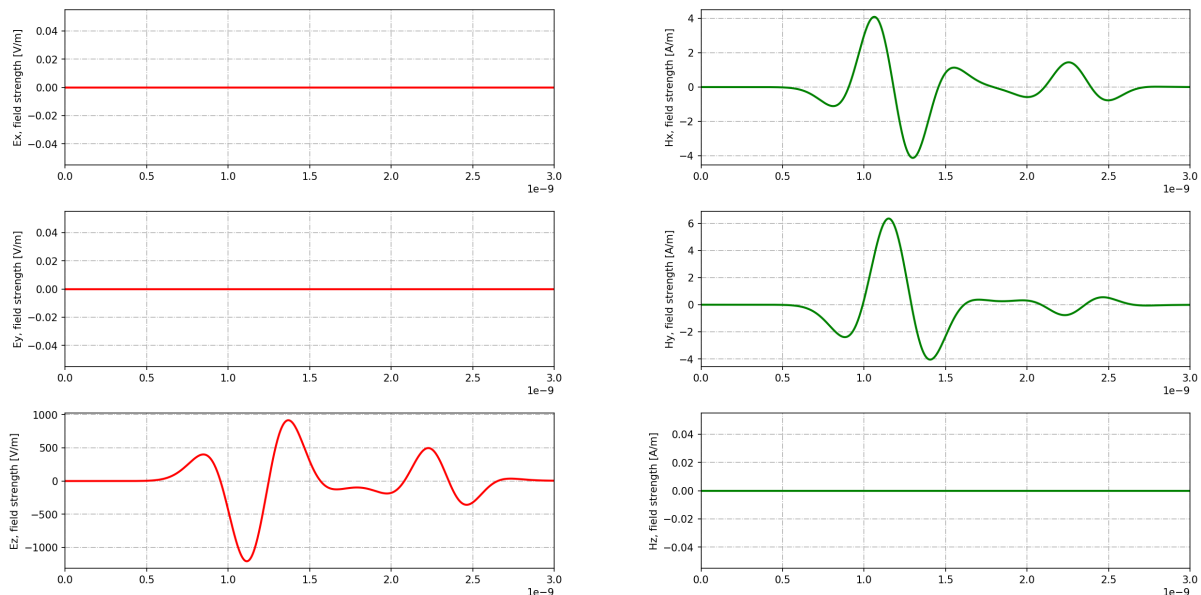 Ex, field strength [V/m]
0.04
0.02
0.00
−0.02
−0.04
0.0 0.5 1.0 1.5 2.0 2.5 3.0
1e−9
Hx, field strength [A/m]
4
2
0
−2
−4
0.0 0.5 1.0 1.5 2.0 2.5 3.0
1e−9
Ey, field strength [V/m]
0.04
0.02
0.00
−0.02
−0.04
0.0 0.5 1.0 1.5 2.0 2.5 3.0
1e−9
Hy, field strength [A/m]
6
4
2
0
−2
−4
0.0 0.5 1.0 1.5 2.0 2.5 3.0
1e−9
Ez, field strength [V/m]
1000
500
0
−500
−1000
0.0 0.5 1.0 1.5 2.0 2.5 3.0
1e−9
Hz, field strength [A/m]
0.04
0.02
0.00
−0.02
−0.04
0.0 0.5 1.0 1.5 2.0 2.5 3.0
1e−9